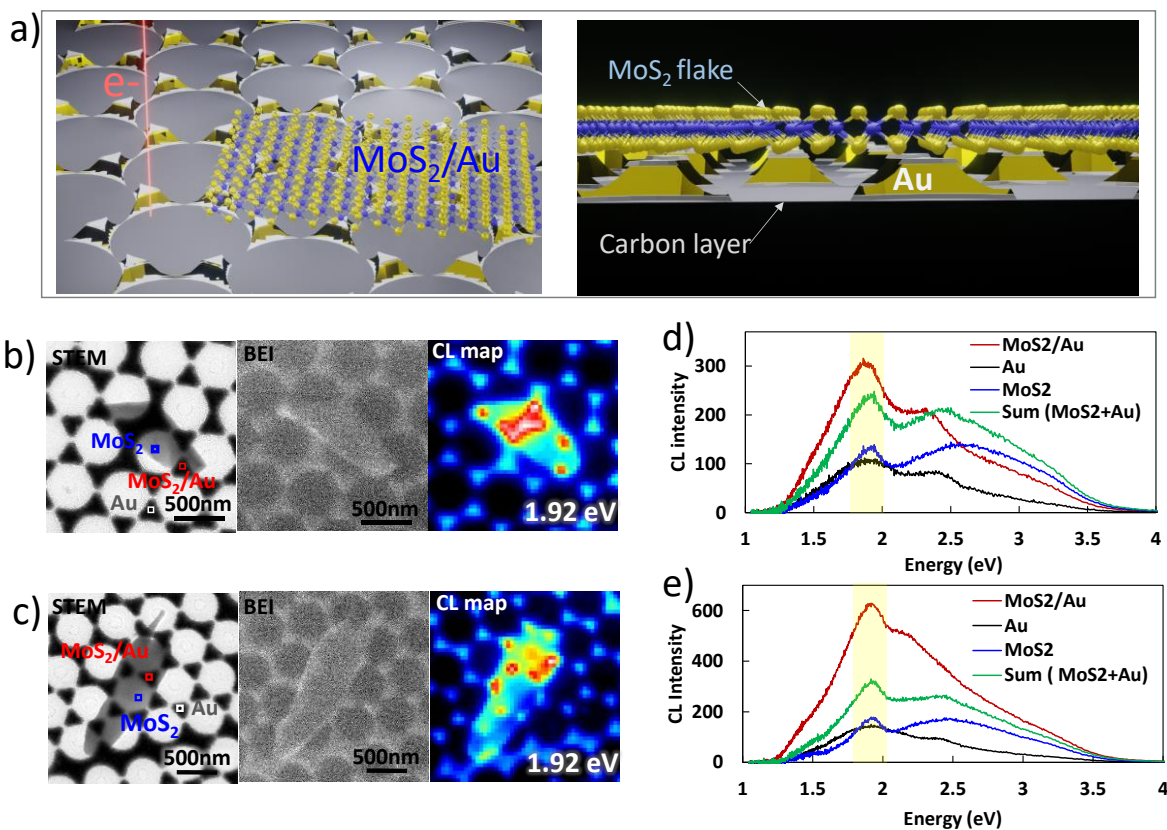 a)
e-
MoS₂/Au
MoS₂ flake
Au
Carbon layer
b)
STEM
MoS₂
MoS₂/Au
Au
500nm
BEI
500nm
CL map
1.92 eV
c)
STEM
MoS₂/Au
MoS₂
Au
500nm
BEI
500nm
CL map
1.92 eV
d)
CL intensity
300
200
100
0
MoS2/Au
Au
MoS2
Sum (MoS2+Au)
1 1.5 2 2.5 3 3.5 4
Energy (eV)
e)
CL Intensity
600
400
200
0
MoS2/Au
Au
MoS2
Sum ( MoS2+Au)
1 1.5 2 2.5 3 3.5 4
Energy (eV)